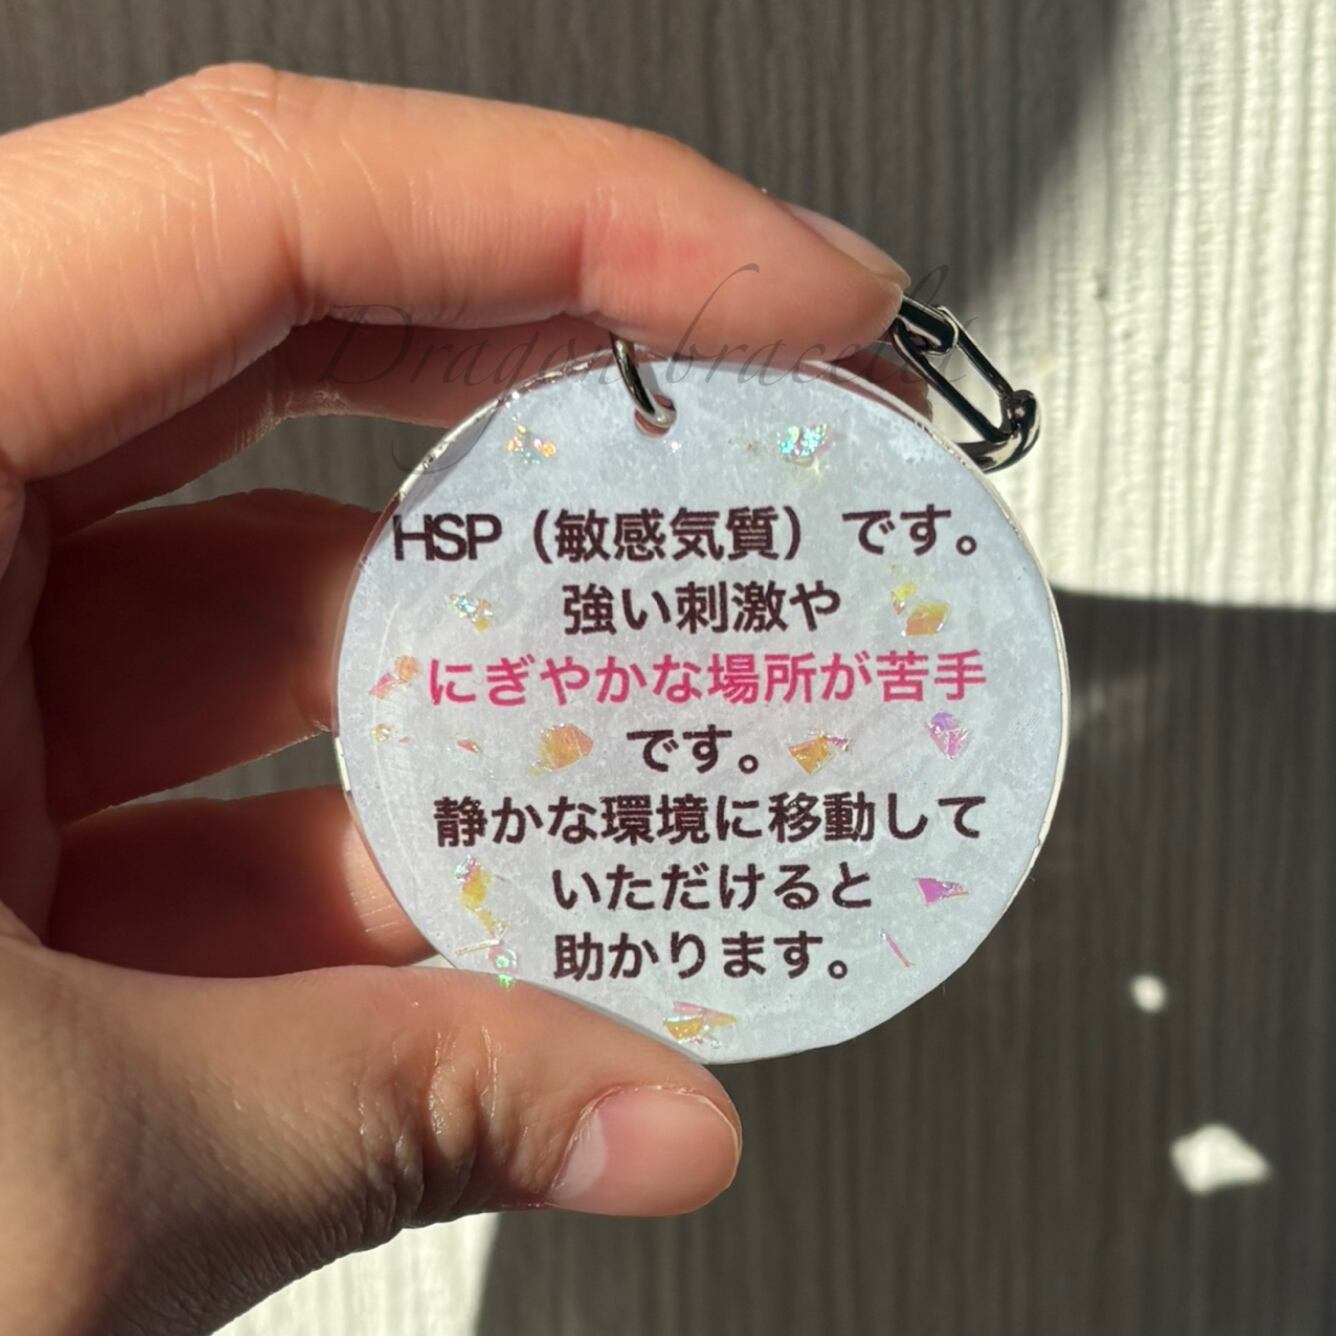 Dragon bracelet
HSP（敏感気質）です。
強い刺激や
にぎやかな場所が苦手
です。
静かな環境に移動して
いただけると
助かります。